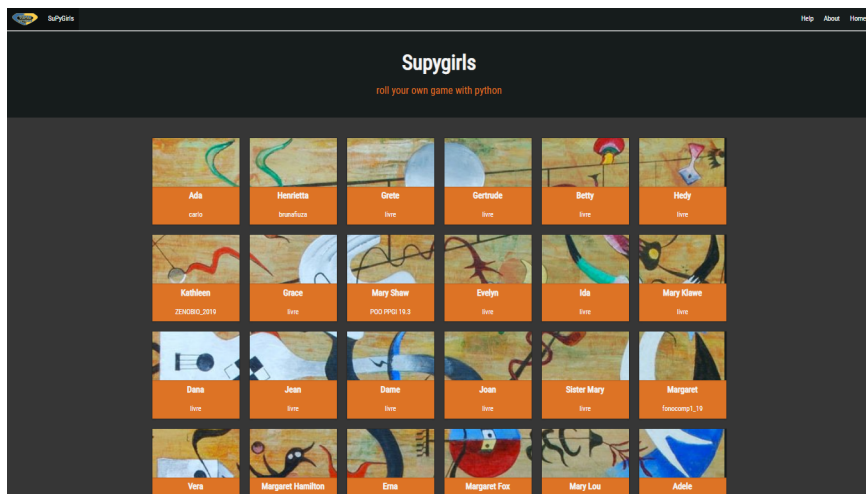 SuPyGirls
Help About Home
Supygirls
roll your own game with python
Ada Henrietta Grete Gertrude Betty Hedy
carlo brunafiuza livre livre livre livre
Kathleen Grace Mary Shaw Evelyn Ida Mary Klawe
ZENOBIO_2019 livre POO PPGI 19.3 livre livre livre
Dana Jean Dame Joan Sister Mary Margaret
livre livre livre livre livre fonocomp1_19
Vera Margaret Hamilton Erna Margaret Fox Mary Lou Adele